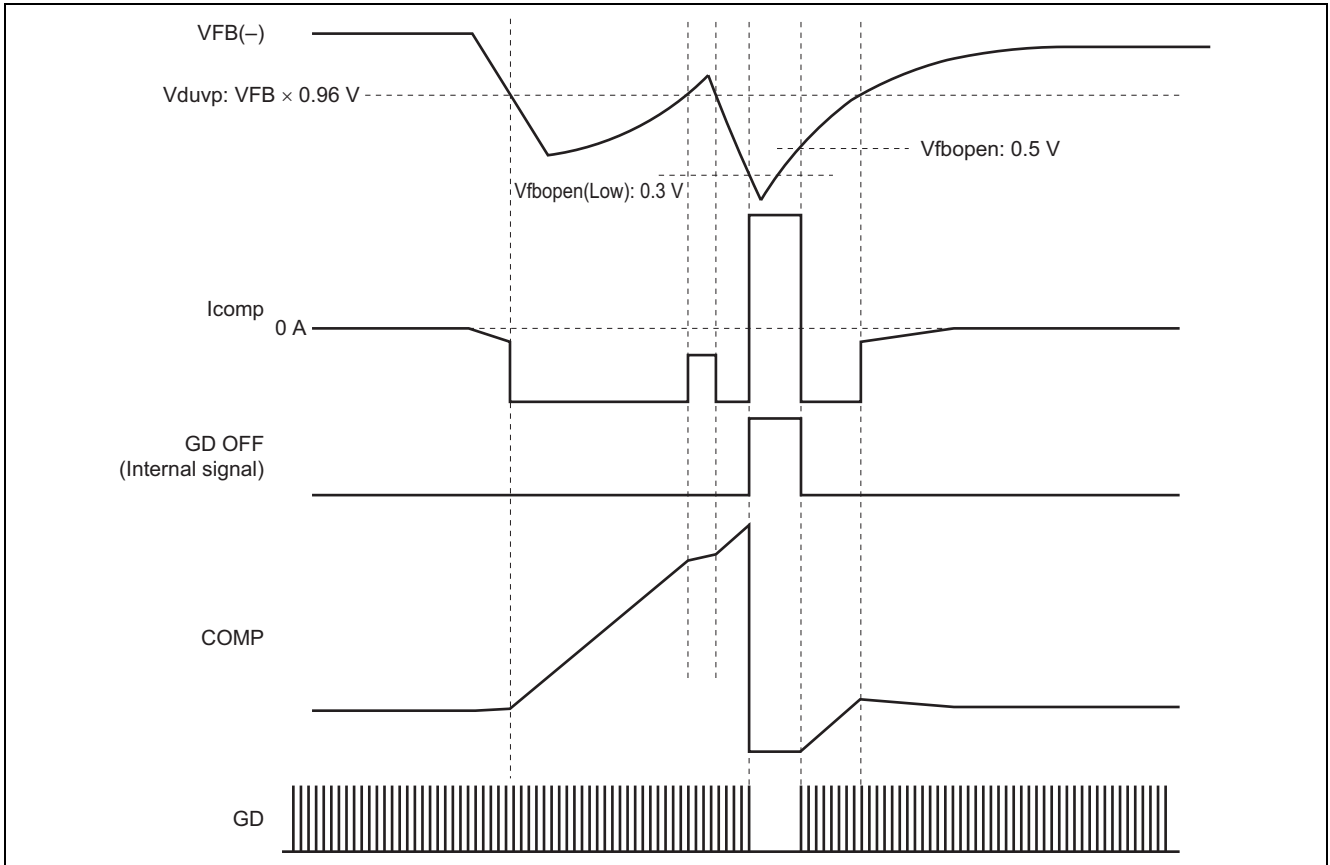 VFB(–)
Vduvp: VFB × 0.96 V
Vfbopen: 0.5 V
Vfbopen(Low): 0.3 V
Icomp
0 A
GD OFF
(Internal signal)
COMP
GD